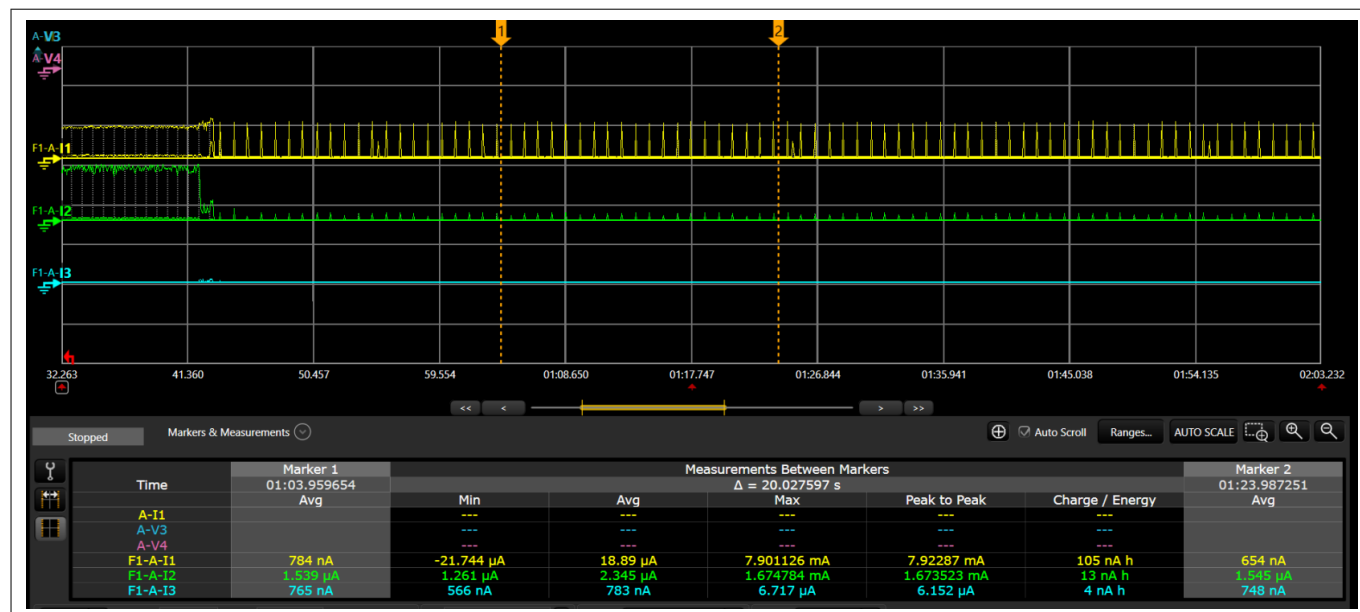 1 2
A-V3
A-V4
F1-A-I1
F1-A-I2
F1-A-I3
32.263 41.360 50.457 59.554 01:08.650 01:17.747 01:26.844 01:35.941 01:45.038 01:54.135 02:03.232
<< < > >>
Stopped Markers & Measurements Auto Scroll Ranges... AUTO SCALE
Marker 1 Measurements Between Markers Marker 2
Time 01:03.959654 Δ = 20.027597 s 01:23.987251
Avg Min Avg Max Peak to Peak Charge / Energy Avg
A-I1 --- --- --- --- ---
A-V3 --- --- --- --- ---
A-V4 --- --- --- --- ---
F1-A-I1 784 nA -21.744 µA 18.89 µA 7.901126 mA 7.92287 mA 105 nA h 654 nA
F1-A-I2 1.539 µA 1.261 µA 2.345 µA 1.674784 mA 1.673523 mA 13 nA h 1.545 µA
F1-A-I3 765 nA 566 nA 783 nA 6.717 µA 6.152 µA 4 nA h 748 nA